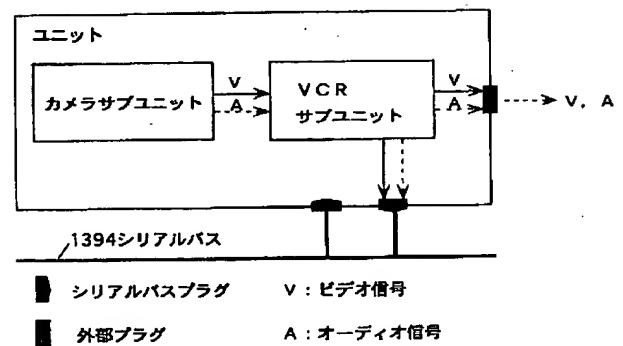 ユニット
カメラサブユニット
V
A
VCR
サブユニット
V
A
V, A
1394シリアルバス
シリアルバスプラグ V:ビデオ信号
外部プラグ A:オーディオ信号